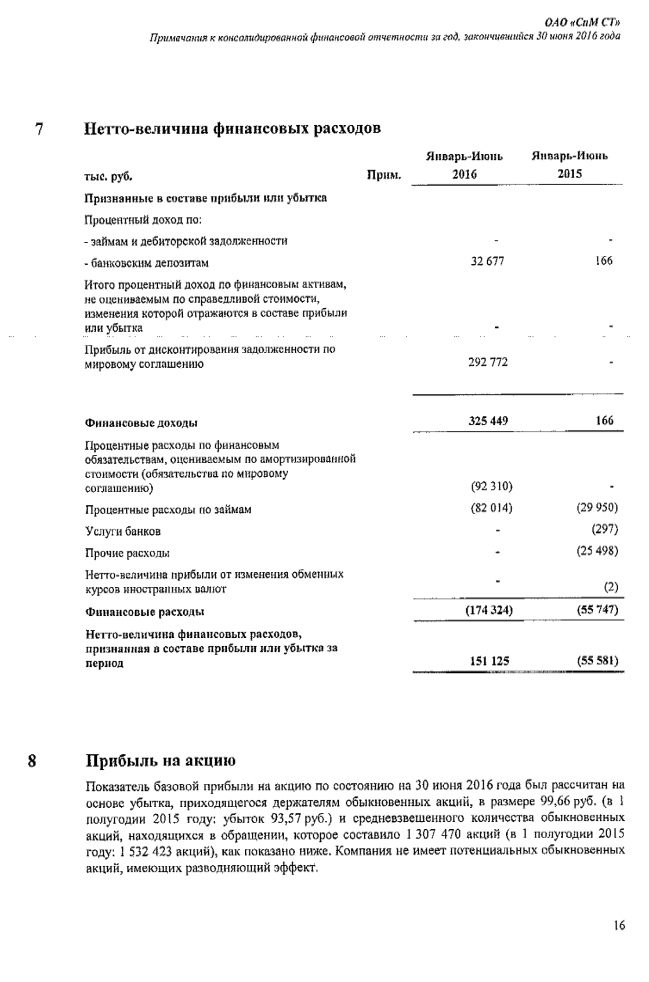 ОАО «СиМ СТ»
Примечания к консолидированной финансовой отчетности за год, закончившийся 30 июня 2016 года
7 Нетто-величина финансовых расходов
Январь-Июнь Январь-Июнь
тыс. руб. Прим. 2016 2015
Признанные в составе прибыли или убытка
Процентный доход по:
- займам и дебиторской задолженности - -
- банковским депозитам 32 677 166
Итого процентный доход по финансовым активам,
не оцениваемым по справедливой стоимости,
изменения которой отражаются в составе прибыли
или убытка - -
Прибыль от дисконтирования задолженности по
мировому соглашению 292 772 -
Финансовые доходы 325 449 166
Процентные расходы по финансовым
обязательствам, оцениваемым по амортизированной
стоимости (обязательства по мировому
соглашению) (92 310) -
Процентные расходы по займам (82 014) (29 950)
Услуги банков - (297)
Прочие расходы - (25 498)
Нетто-величина прибыли от изменения обменных
курсов иностранных валют - (2)
Финансовые расходы (174 324) (55 747)
Нетто-величина финансовых расходов,
признанная в составе прибыли или убытка за
период 151 125 (55 581)
8 Прибыль на акцию
Показатель базовой прибыли на акцию по состоянию на 30 июня 2016 года был рассчитан на
основе убытка, приходящегося держателям обыкновенных акций, в размере 99,66 руб. (в 1
полугодии 2015 году: убыток 93,57 руб.) и средневзвешенного количества обыкновенных
акций, находящихся в обращении, которое составило 1 307 470 акций (в 1 полугодии 2015
году: 1 532 423 акций), как показано ниже. Компания не имеет потенциальных обыкновенных
акций, имеющих разводняющий эффект.
16